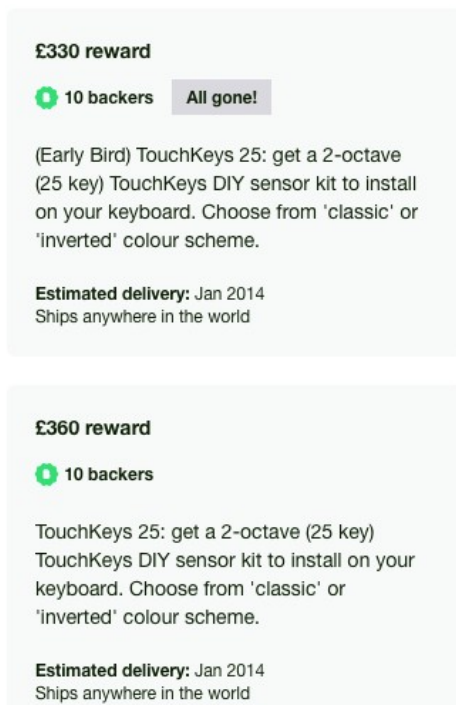 £330 reward
10 backers All gone!
(Early Bird) TouchKeys 25: get a 2-octave
(25 key) TouchKeys DIY sensor kit to install
on your keyboard. Choose from 'classic' or
'inverted' colour scheme.
Estimated delivery: Jan 2014
Ships anywhere in the world
£360 reward
10 backers
TouchKeys 25: get a 2-octave (25 key)
TouchKeys DIY sensor kit to install on your
keyboard. Choose from 'classic' or
'inverted' colour scheme.
Estimated delivery: Jan 2014
Ships anywhere in the world